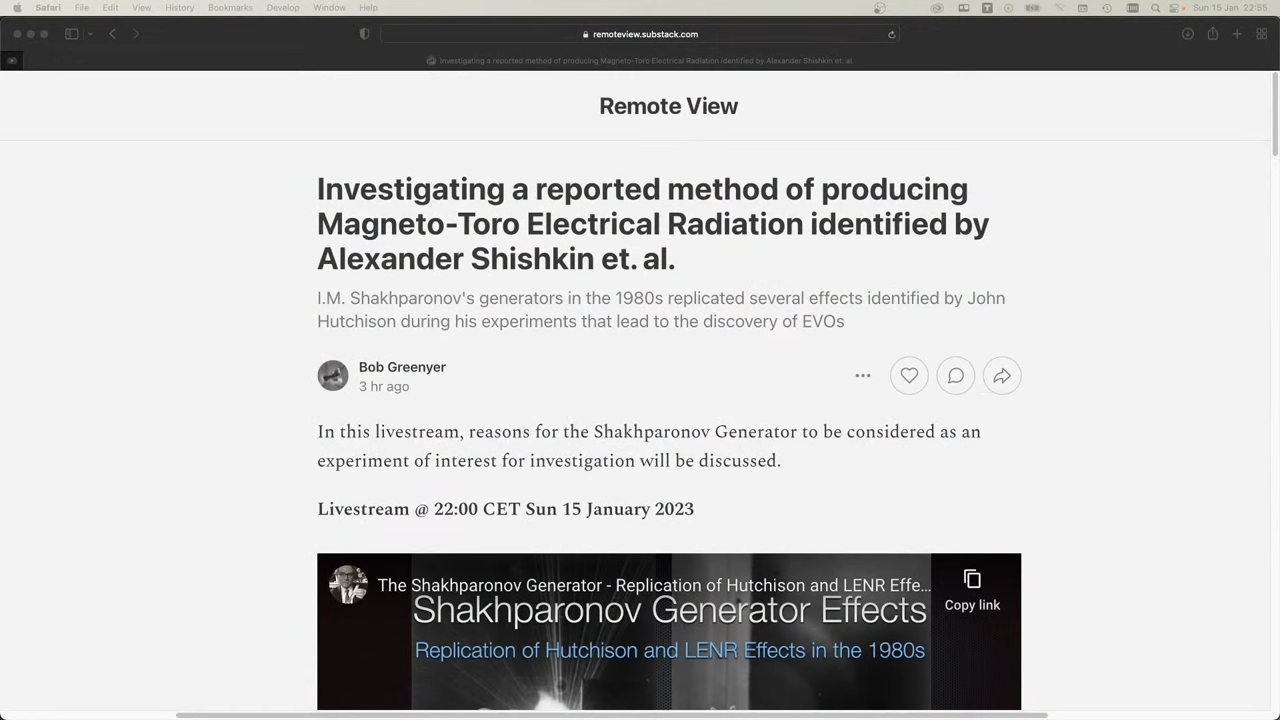 Safari File Edit View History Bookmarks Develop Window Help Sun 15 Jan 22:55
remoteview.substack.com
Investigating a reported method of producing Magneto-Toro Electrical Radiation identified by Alexander Shishkin et. al.
Remote View
Investigating a reported method of producing
Magneto-Toro Electrical Radiation identified by
Alexander Shishkin et. al.
I.M. Shakhparonov's generators in the 1980s replicated several effects identified by John
Hutchison during his experiments that lead to the discovery of EVOs
Bob Greenyer
3 hr ago
In this livestream, reasons for the Shakhparonov Generator to be considered as an
experiment of interest for investigation will be discussed.
Livestream @ 22:00 CET Sun 15 January 2023
The Shakhparonov Generator - Replication of Hutchison and LENR Effe...
Copy link
Shakhparonov Generator Effects
Replication of Hutchison and LENR Effects in the 1980s